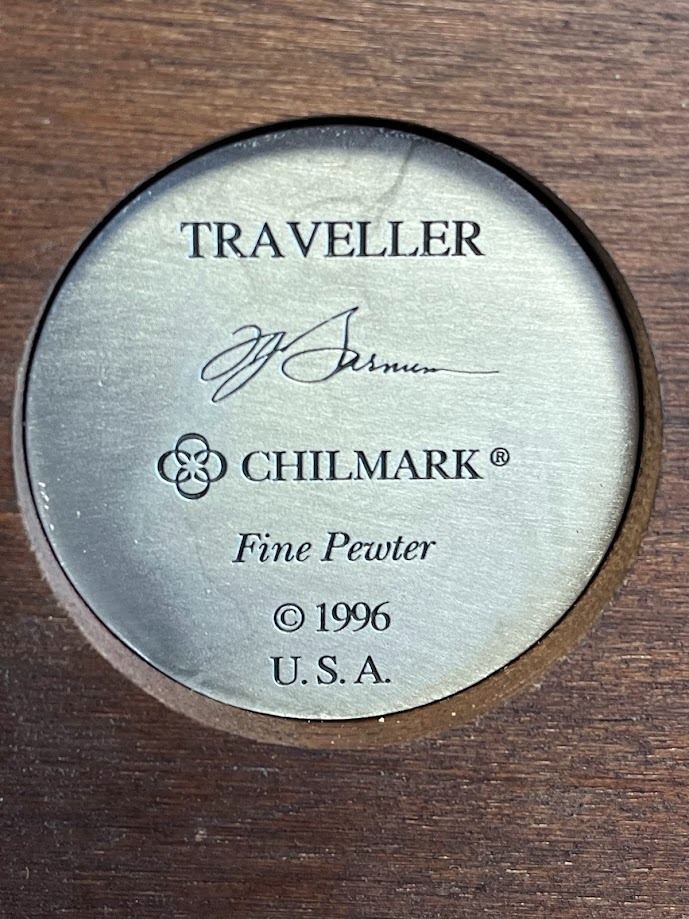 TRAVELLER
CHILMARK®
Fine Pewter
© 1996
U.S.A.